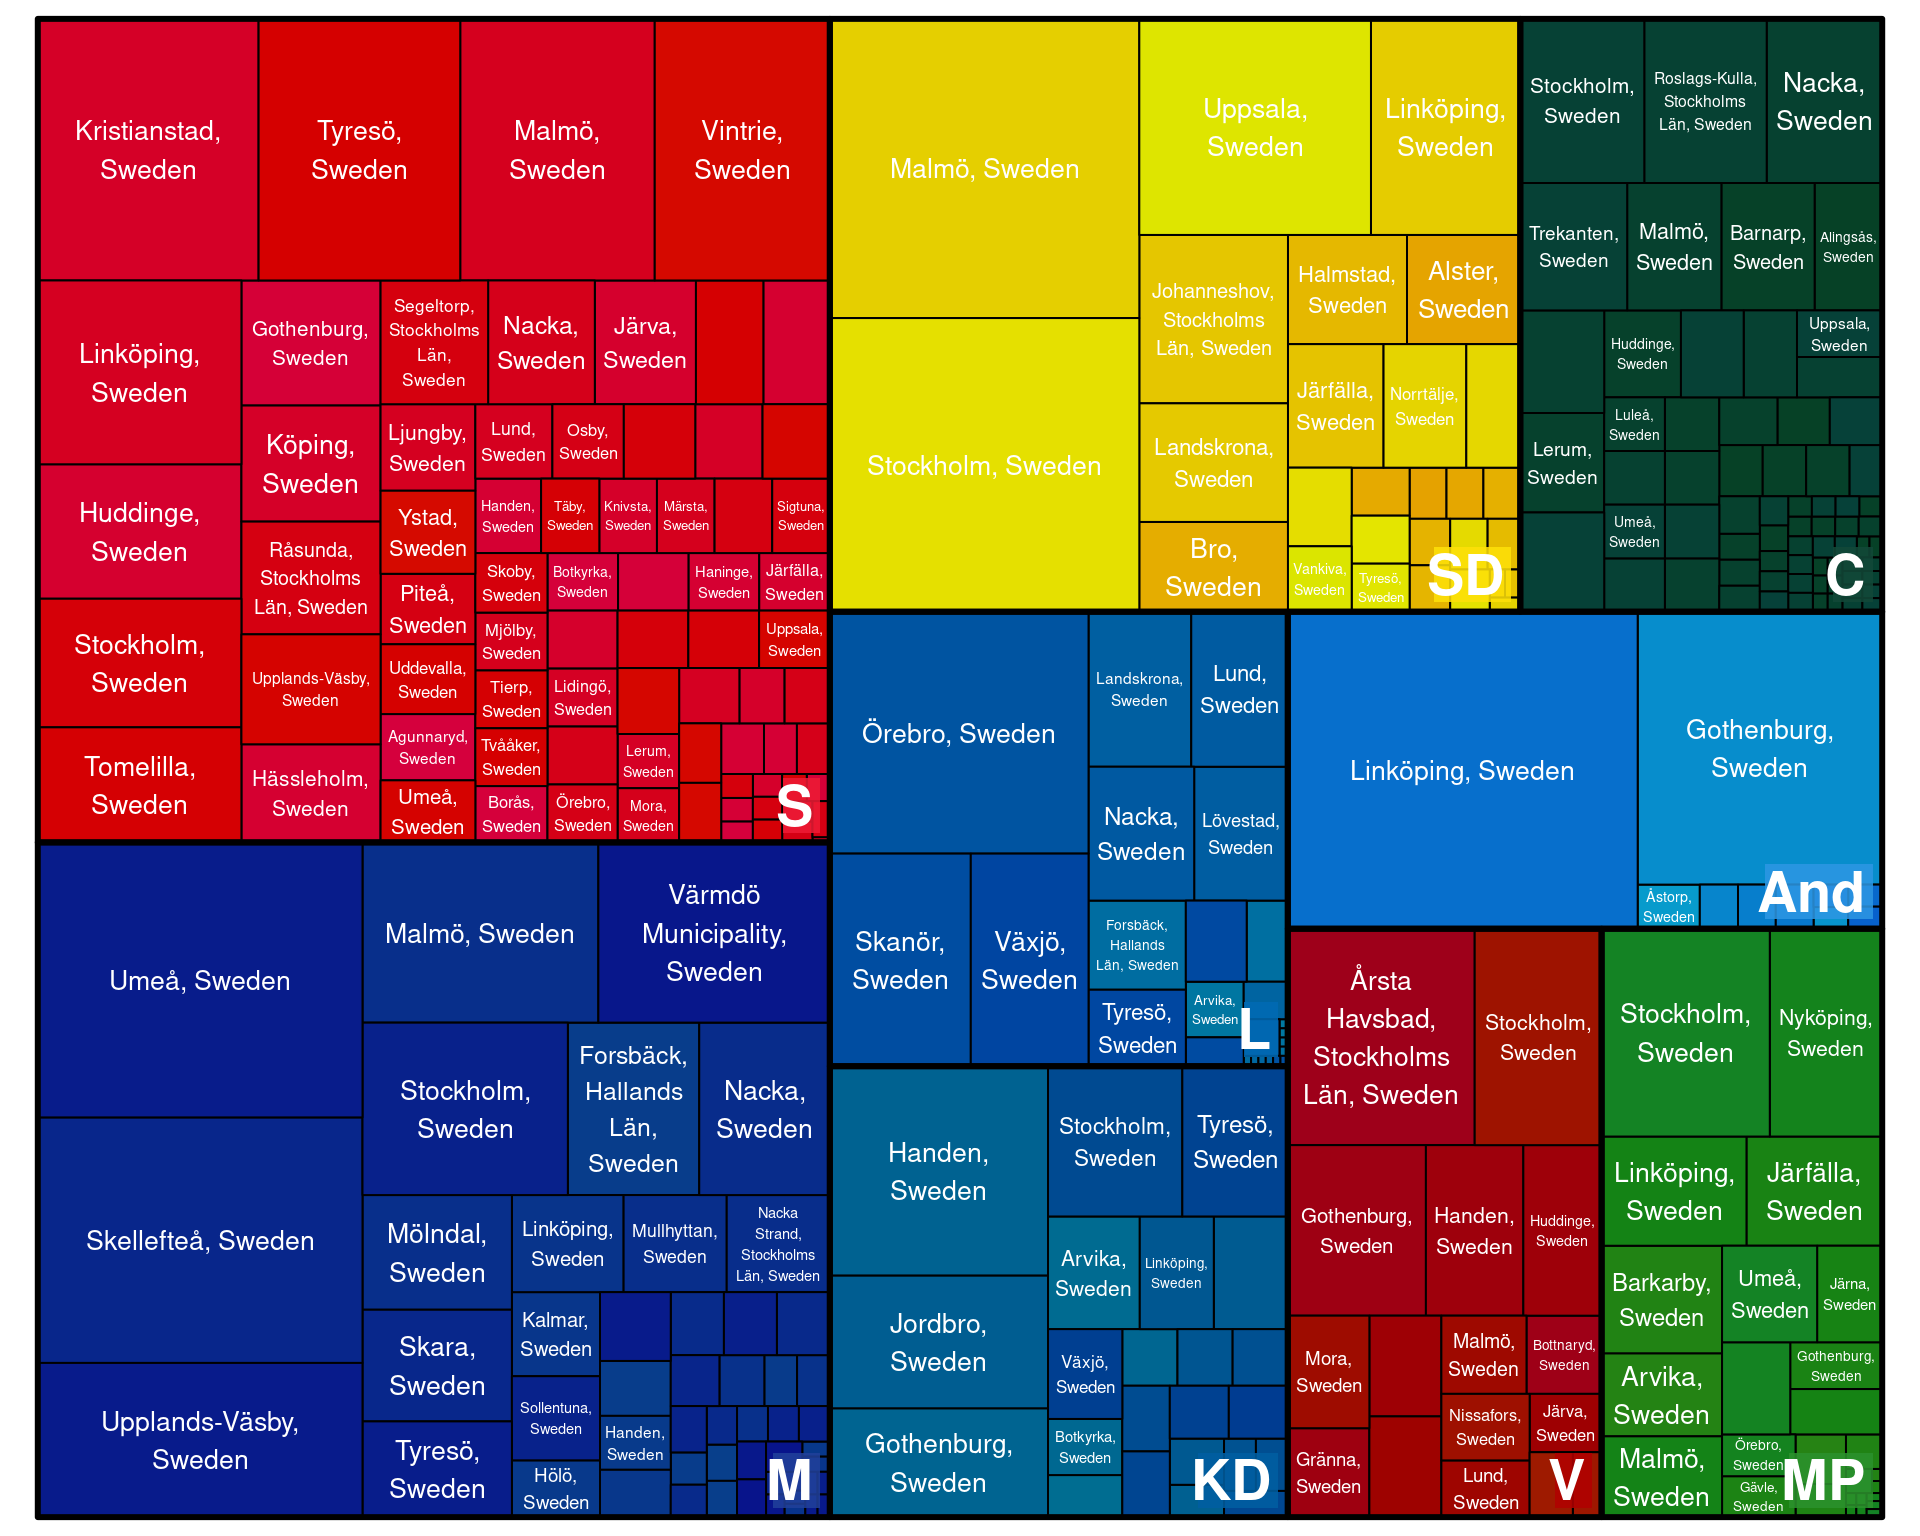 Kristianstad,
Sweden
Tyresö,
Sweden
Malmö,
Sweden
Vintrie,
Sweden
Linköping,
Sweden
Gothenburg,
Sweden
Segeltorp,
Stockholms
Län,
Sweden
Nacka,
Sweden
Järva,
Sweden
Köping,
Sweden
Ljungby,
Sweden
Lund,
Sweden
Osby,
Sweden
Huddinge,
Sweden
Handen,
Sweden
Täby,
Sweden
Knivsta,
Sweden
Märsta,
Sweden
Sigtuna,
Sweden
Ystad,
Sweden
Råsunda,
Stockholms
Län, Sweden
Skoby,
Sweden
Botkyrka,
Sweden
Haninge,
Sweden
Järfälla,
Sweden
Piteå,
Sweden
Stockholm,
Sweden
Mjölby,
Sweden
Uppsala,
Sweden
Upplands-Väsby,
Sweden
Uddevalla,
Sweden
Tierp,
Sweden
Lidingö,
Sweden
Agunnaryd,
Sweden
Tvååker,
Sweden
Lerum,
Sweden
Tomelilla,
Sweden
Hässleholm,
Sweden
Umeå,
Sweden
Borås,
Sweden
Örebro,
Sweden
Mora,
Sweden
S
Malmö, Sweden
Uppsala,
Sweden
Linköping,
Sweden
Stockholm, Sweden
Johanneshov,
Stockholms
Län, Sweden
Halmstad,
Sweden
Alster,
Sweden
Järfälla,
Sweden
Norrtälje,
Sweden
Landskrona,
Sweden
Bro,
Sweden
Vankiva,
Sweden
Tyresö,
Sweden
SD
Stockholm,
Sweden
Roslags-Kulla,
Stockholms
Län, Sweden
Nacka,
Sweden
Trekanten,
Sweden
Malmö,
Sweden
Barnarp,
Sweden
Alingsås,
Sweden
Huddinge,
Sweden
Uppsala,
Sweden
Luleå,
Sweden
Lerum,
Sweden
Umeå,
Sweden
C
Umeå, Sweden
Malmö, Sweden
Värmdö
Municipality,
Sweden
Stockholm,
Sweden
Forsbäck,
Hallands
Län,
Sweden
Nacka,
Sweden
Skellefteå, Sweden
Mölndal,
Sweden
Linköping,
Sweden
Mullhyttan,
Sweden
Nacka
Strand,
Stockholms
Län, Sweden
Kalmar,
Sweden
Skara,
Sweden
Sollentuna,
Sweden
Handen,
Sweden
Upplands-Väsby,
Sweden
Tyresö,
Sweden
Hölö,
Sweden
M
Örebro, Sweden
Landskrona,
Sweden
Lund,
Sweden
Nacka,
Sweden
Lövestad,
Sweden
Skanör,
Sweden
Växjö,
Sweden
Forsbäck,
Hallands
Län, Sweden
Arvika,
Sweden
Tyresö,
Sweden
L
Linköping, Sweden
Gothenburg,
Sweden
Åstorp,
Sweden
And
Handen,
Sweden
Stockholm,
Sweden
Tyresö,
Sweden
Arvika,
Sweden
Linköping,
Sweden
Jordbro,
Sweden
Växjö,
Sweden
Gothenburg,
Sweden
Botkyrka,
Sweden
KD
Årsta
Havsbad,
Stockholms
Län, Sweden
Stockholm,
Sweden
Gothenburg,
Sweden
Handen,
Sweden
Huddinge,
Sweden
Mora,
Sweden
Malmö,
Sweden
Bottnaryd,
Sweden
Nissafors,
Sweden
Järva,
Sweden
Gränna,
Sweden
Lund,
Sweden
V
Stockholm,
Sweden
Nyköping,
Sweden
Linköping,
Sweden
Järfälla,
Sweden
Barkarby,
Sweden
Umeå,
Sweden
Järna,
Sweden
Gothenburg,
Sweden
Arvika,
Sweden
Örebro,
Sweden
Malmö,
Sweden
Gävle,
Sweden
MP